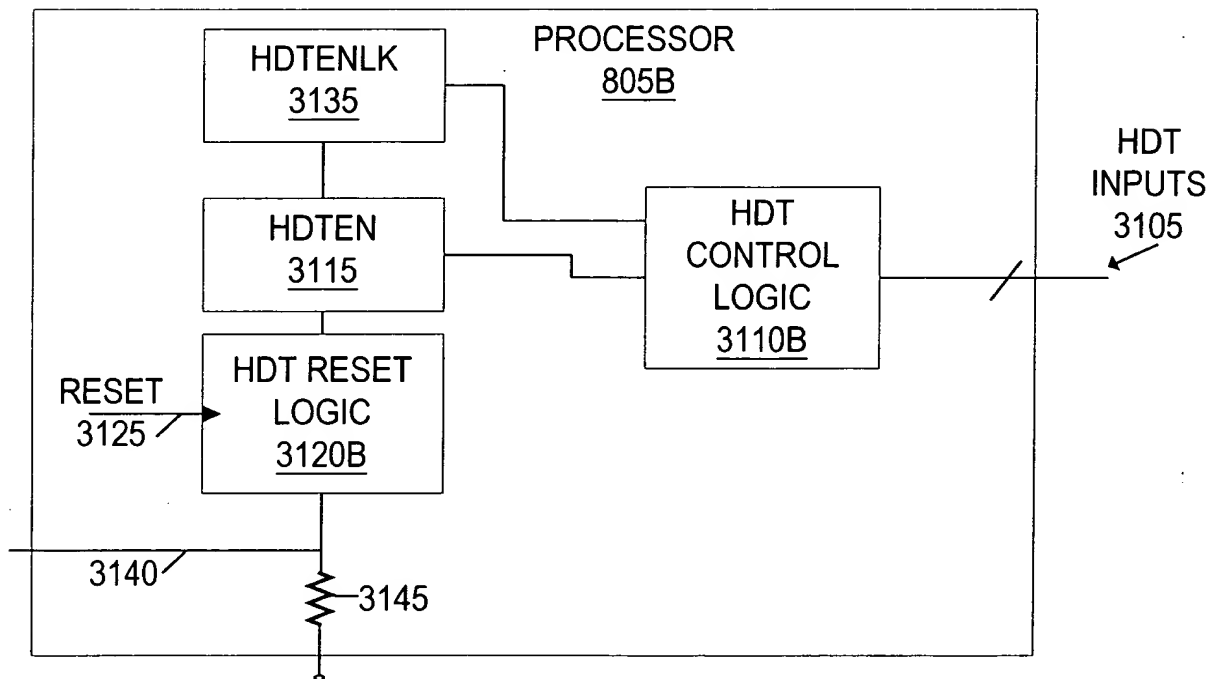 HDTENLK
3135
PROCESSOR
805B
HDT
INPUTS
3105
HDTEN
3115
HDT
CONTROL
LOGIC
3110B
HDT RESET
LOGIC
3120B
RESET
3125
3140
3145